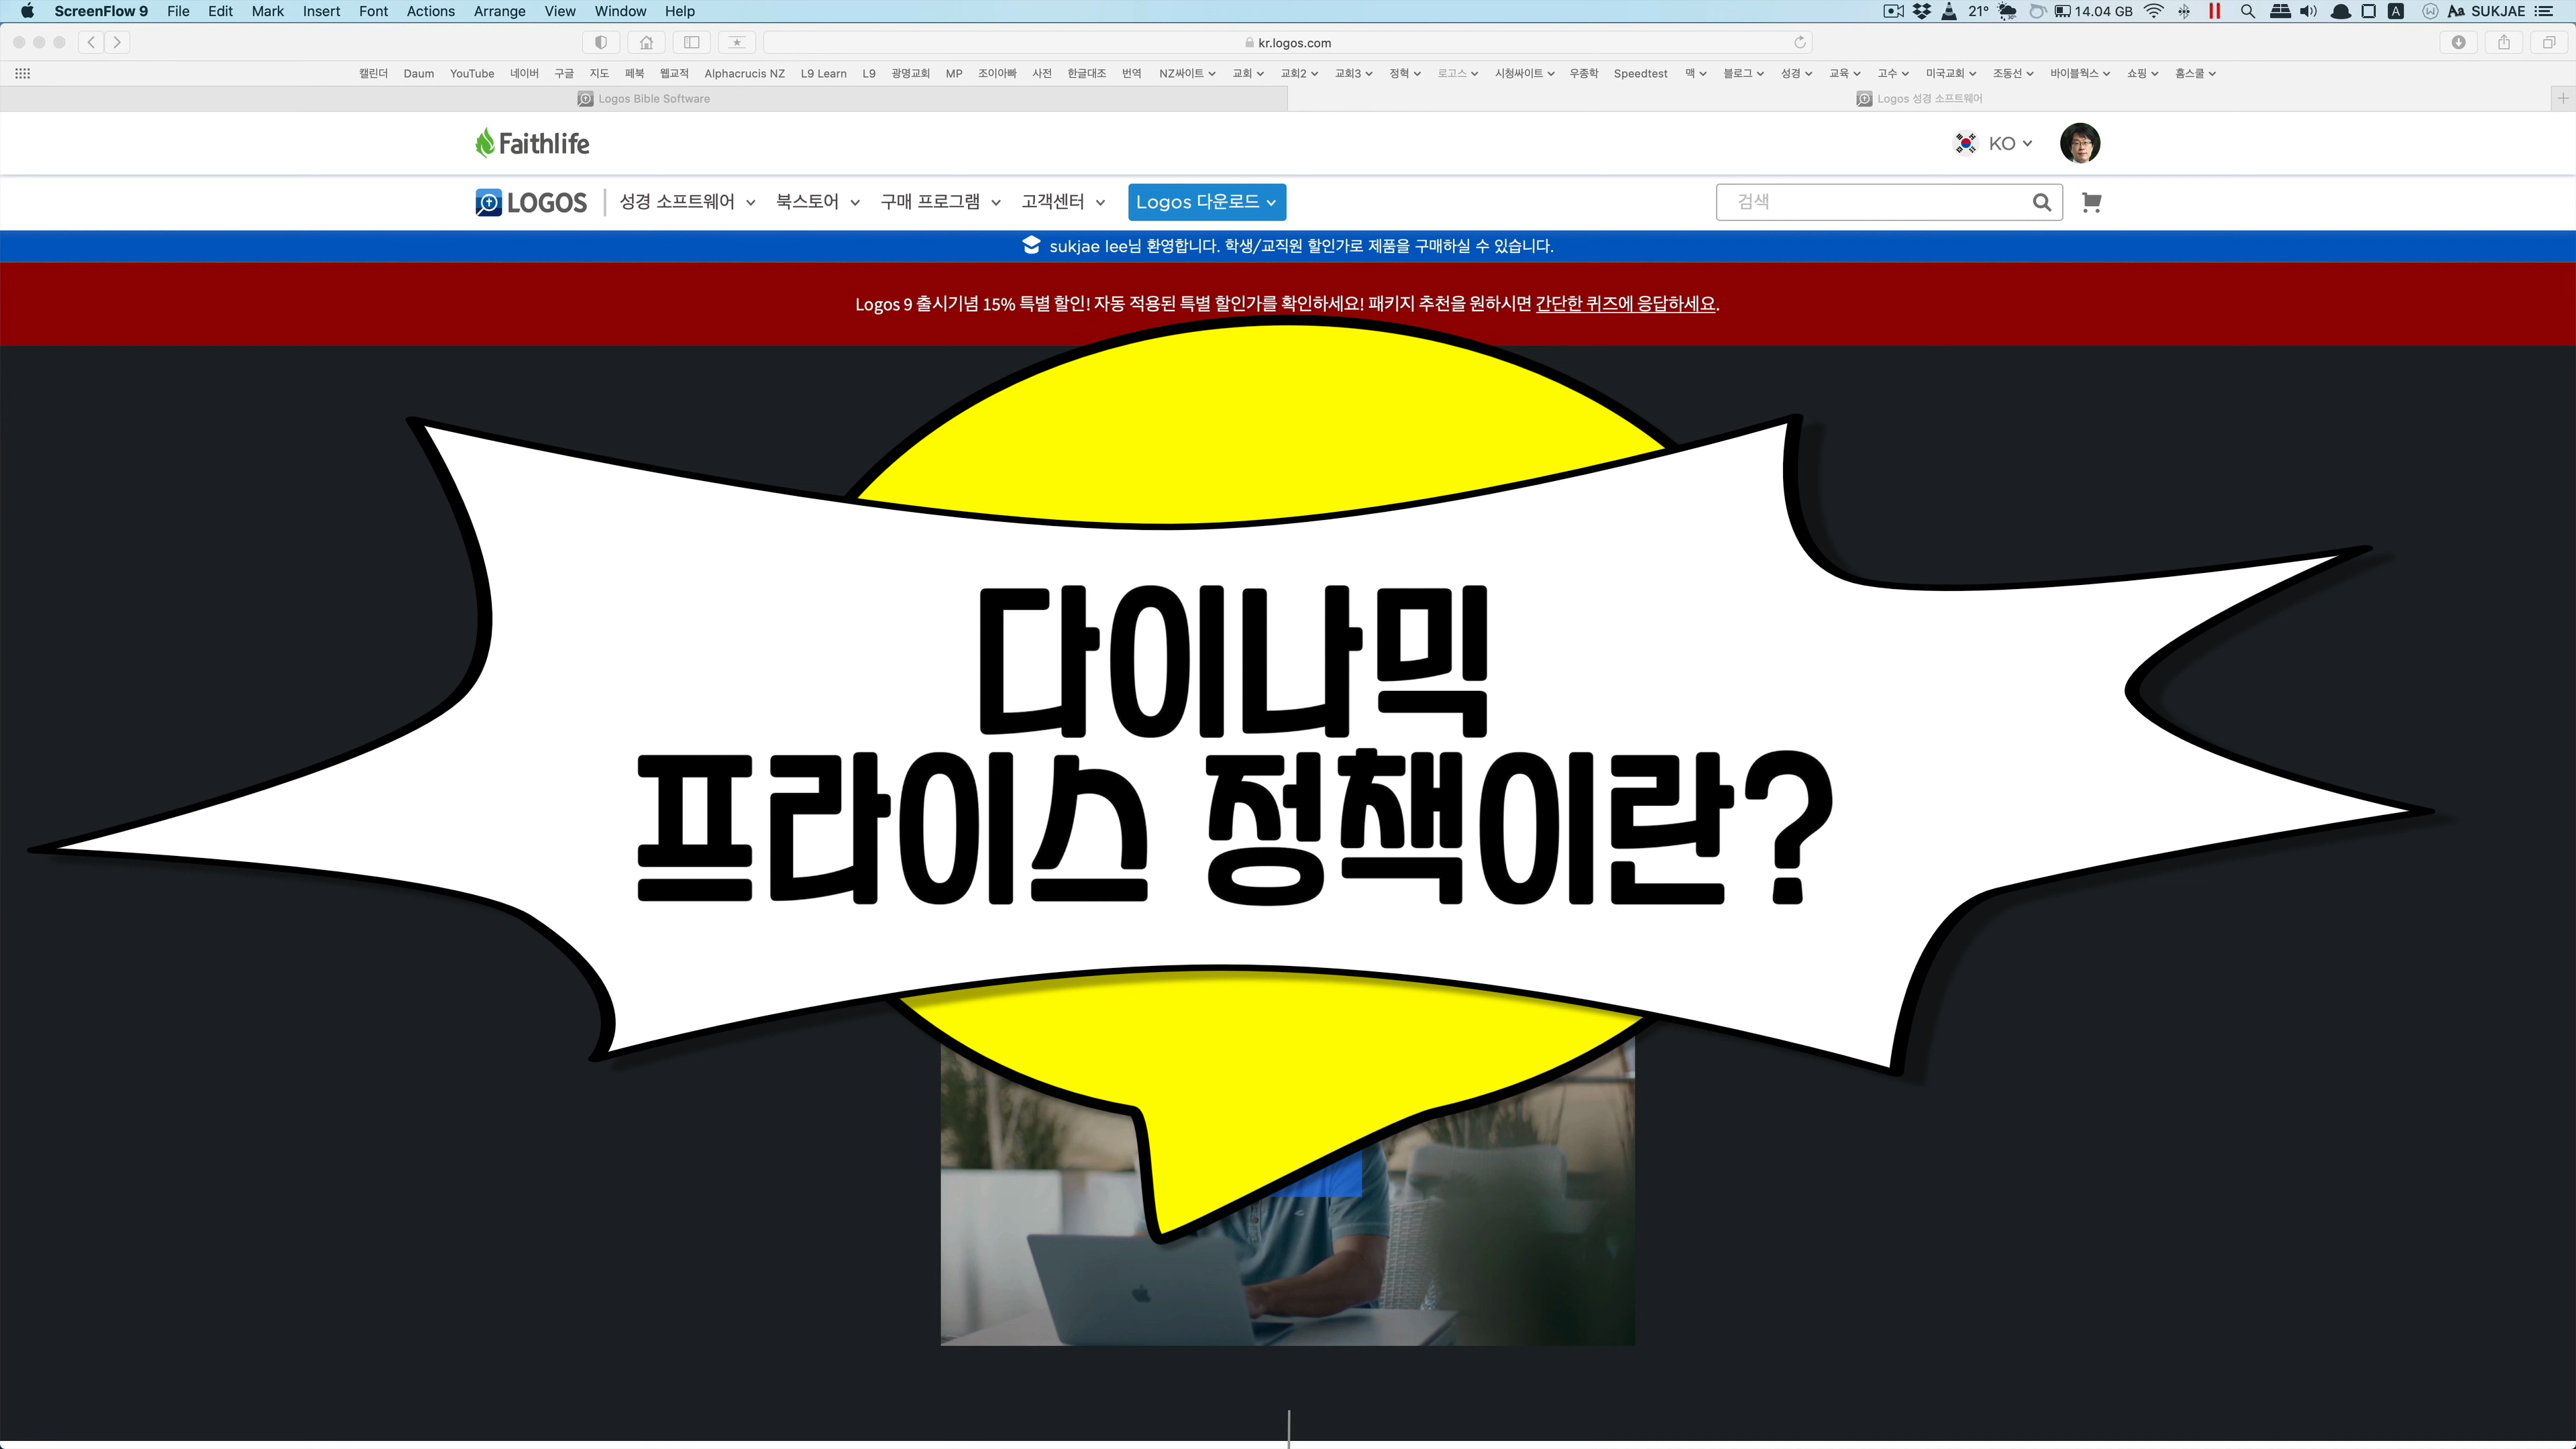 ScreenFlow 9 File Edit Mark Insert Font Actions Arrange View Window Help 21° 14.04 GB A Aa SUKJAE
kr.logos.com
캘린더 Daum YouTube 네이버 구글 지도 페북 웹교적 Alphacrucis NZ L9 Learn L9 광명교회 MP 조이아빠 사전 한글대조 번역 NZ싸이트 교회 교회2 교회3 정혁 로고스 시청싸이트 우종학 Speedtest 맥 블로그 성경 교육 고수 미국교회 조동선 바이블웍스 쇼핑 홈스쿨
Logos Bible Software Logos 성경 소프트웨어
Faithlife KO
LOGOS 성경 소프트웨어 북스토어 구매 프로그램 고객센터 Logos 다운로드 검색
sukjae lee님 환영합니다. 학생/교직원 할인가로 제품을 구매하실 수 있습니다.
Logos 9 출시기념 15% 특별 할인! 자동 적용된 특별 할인가를 확인하세요! 패키지 추천을 원하시면 간단한 퀴즈에 응답하세요.
다이나믹
프라이스 정책이란?